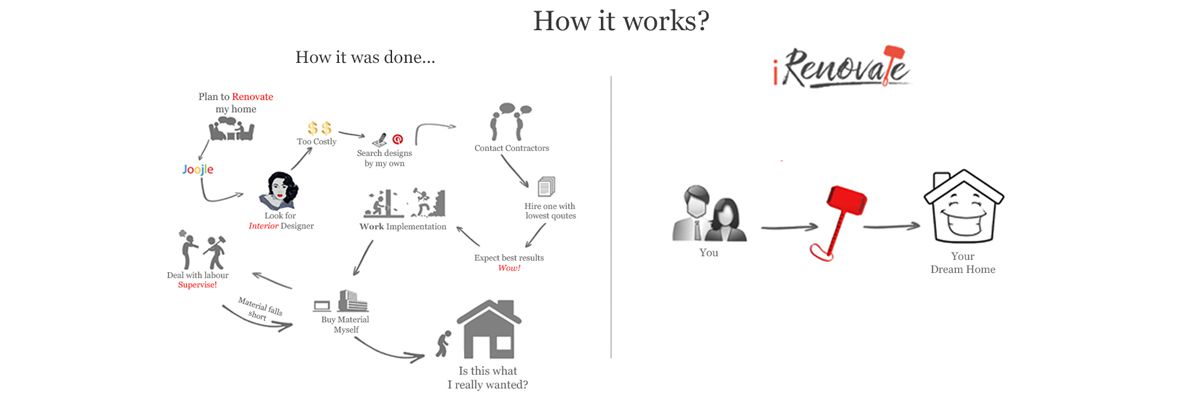 How it works?
How it was done...
Plan to Renovate
my home
Joojle
Look for
Interior Designer
$ $
Too Costly
Search designs
by my own
Contact Contractors
Hire one with
lowest qoutes
Expect best results
Wow!
Work Implementation
Buy Material
Myself
Deal with labour
Supervise!
Material falls
short
Is this what
I really wanted?
iRenovate
You
Your
Dream Home